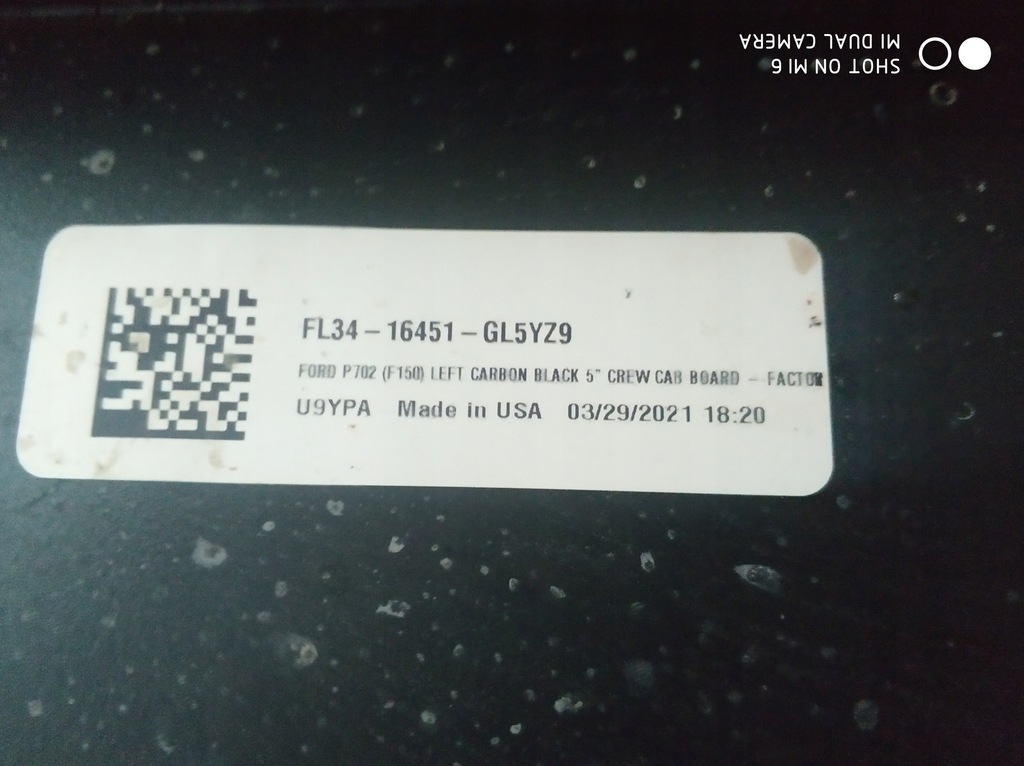 FL34-16451-GL5YZ9
FORD P702 (F150) LEFT CARBON BLACK 5" CREW CAB BOARD - FACTOR
U9YPA Made in USA 03/29/2021 18:20
SHOT ON MI 6
MI DUAL CAMERA